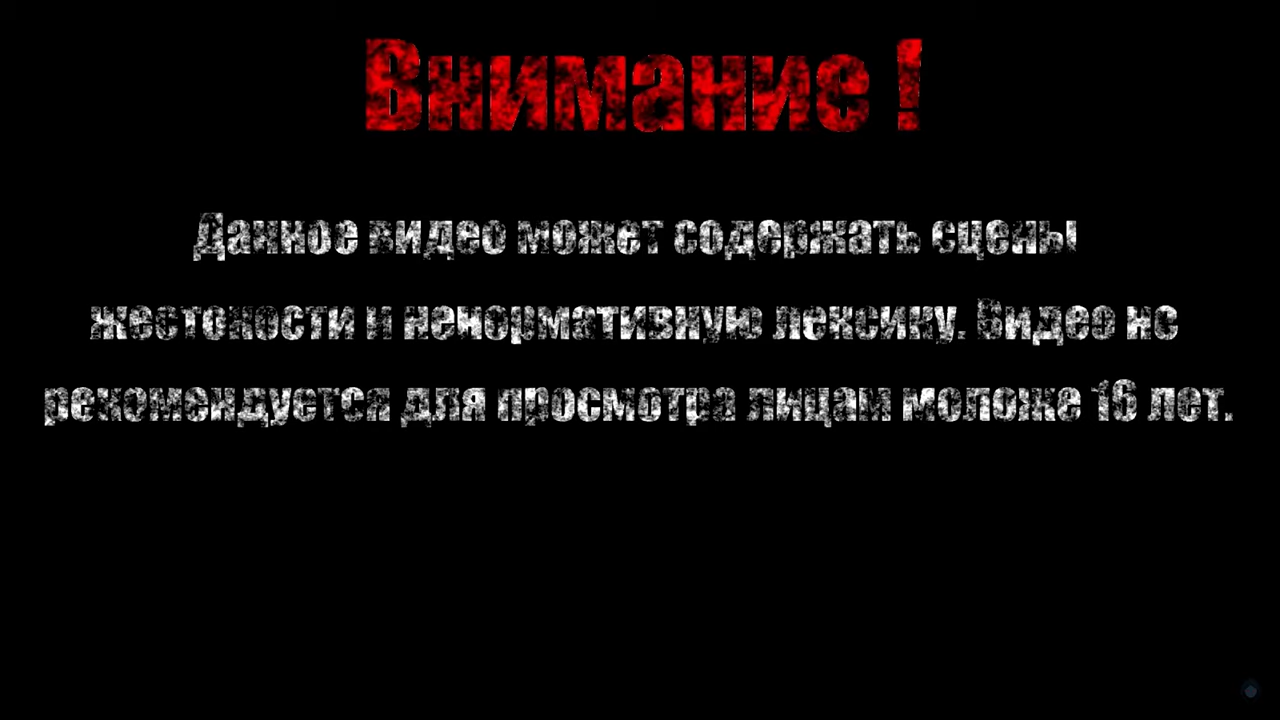 Внимание !
Данное видео может содержать сцены
жестокости и ненормативную лексику. Видео не
рекомендуется для просмотра лицам моложе 16 лет.